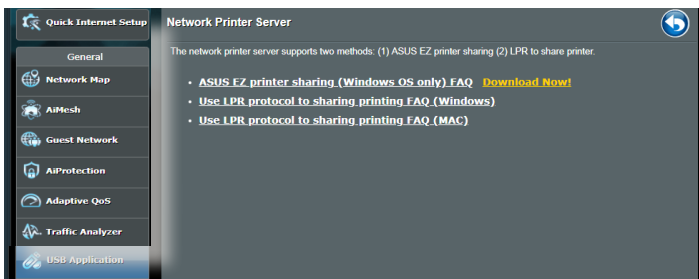 Quick Internet Setup
General
Network Map
AiMesh
Guest Network
AiProtection
Adaptive QoS
Traffic Analyzer
USB Application
Network Printer Server
The network printer server supports two methods: (1) ASUS EZ printer sharing (2) LPR to share printer.
ASUS EZ printer sharing (Windows OS only) FAQ Download Now!
Use LPR protocol to sharing printing FAQ (Windows)
Use LPR protocol to sharing printing FAQ (MAC)